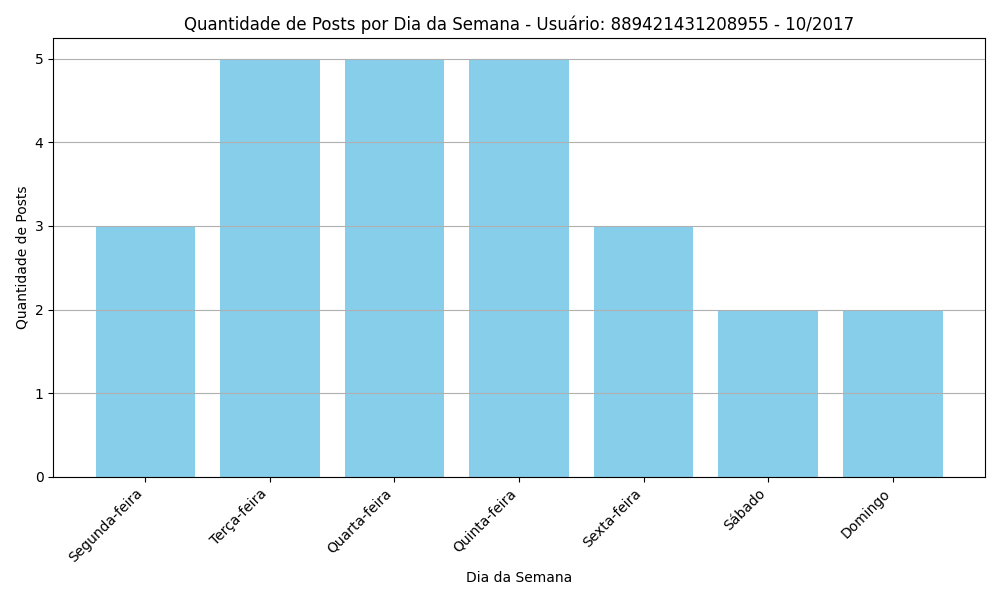 Quantidade de Posts por Dia da Semana - Usuário: 889421431208955 - 10/2017
Quantidade de Posts
5
4
3
2
1
0
Segunda-feira
Terça-feira
Quarta-feira
Quinta-feira
Sexta-feira
Sábado
Domingo
Dia da Semana